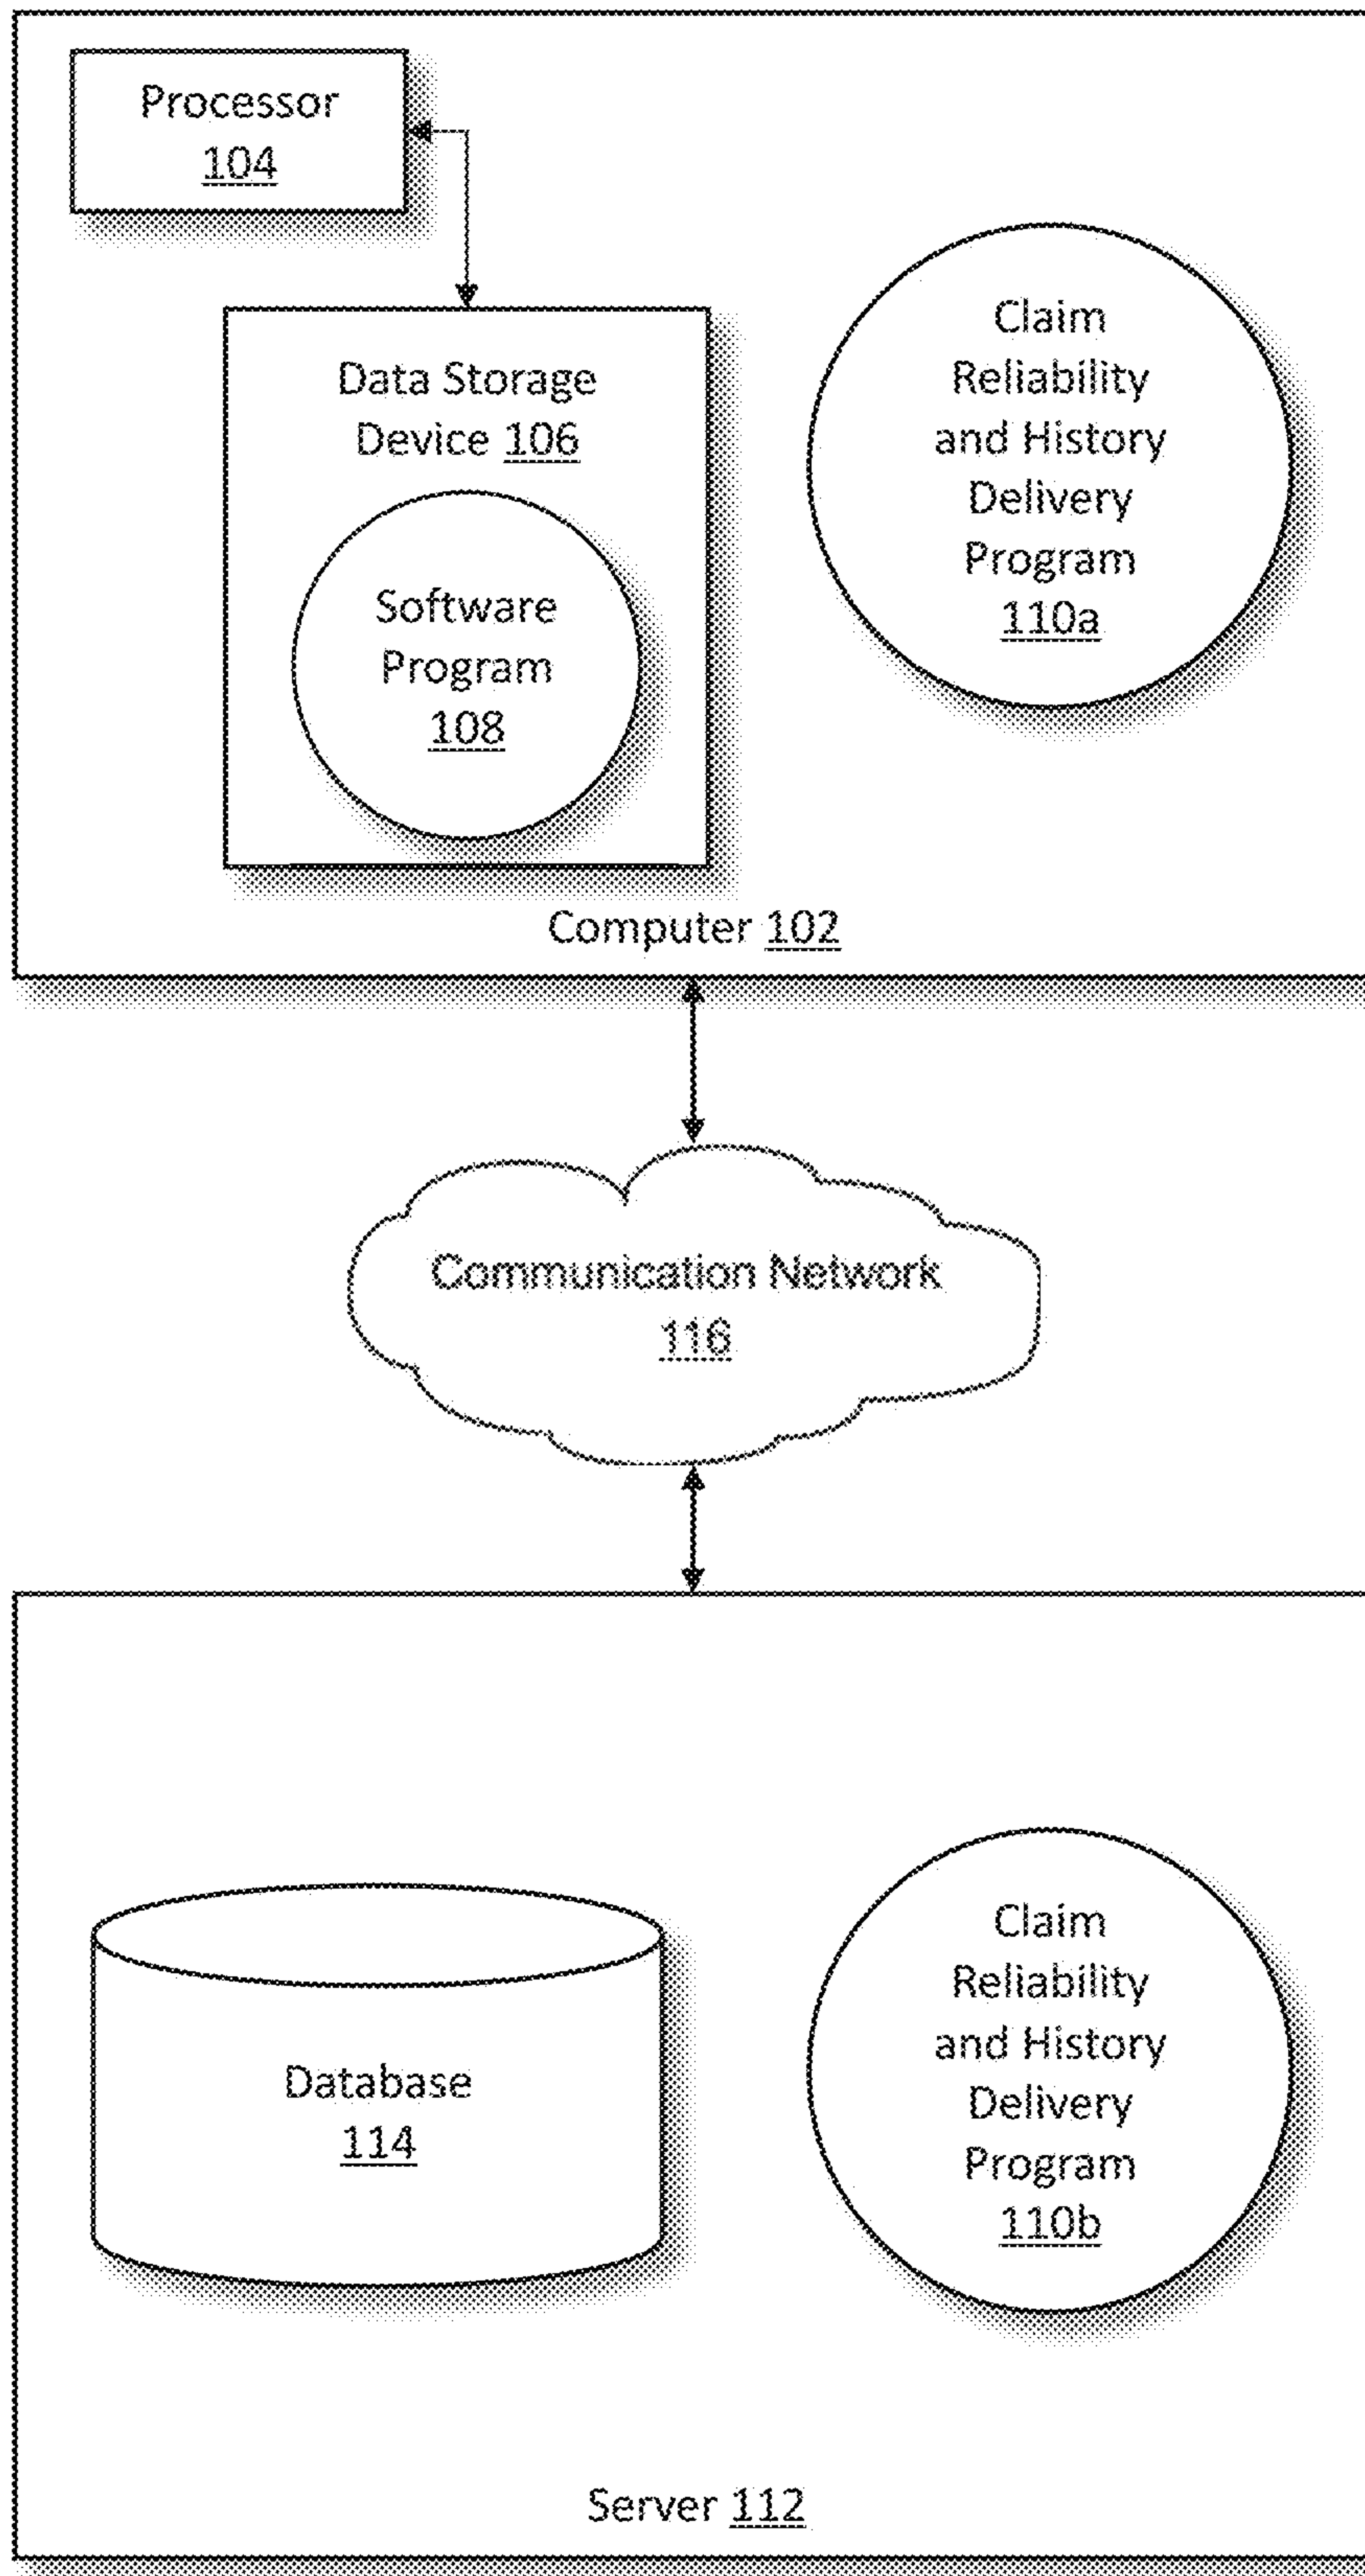 Processor
104
Data Storage
Device 106
Software
Program
108
Claim
Reliability
and History
Delivery
Program
110a
Computer 102
Communication Network
116
Database
114
Claim
Reliability
and History
Delivery
Program
110b
Server 112